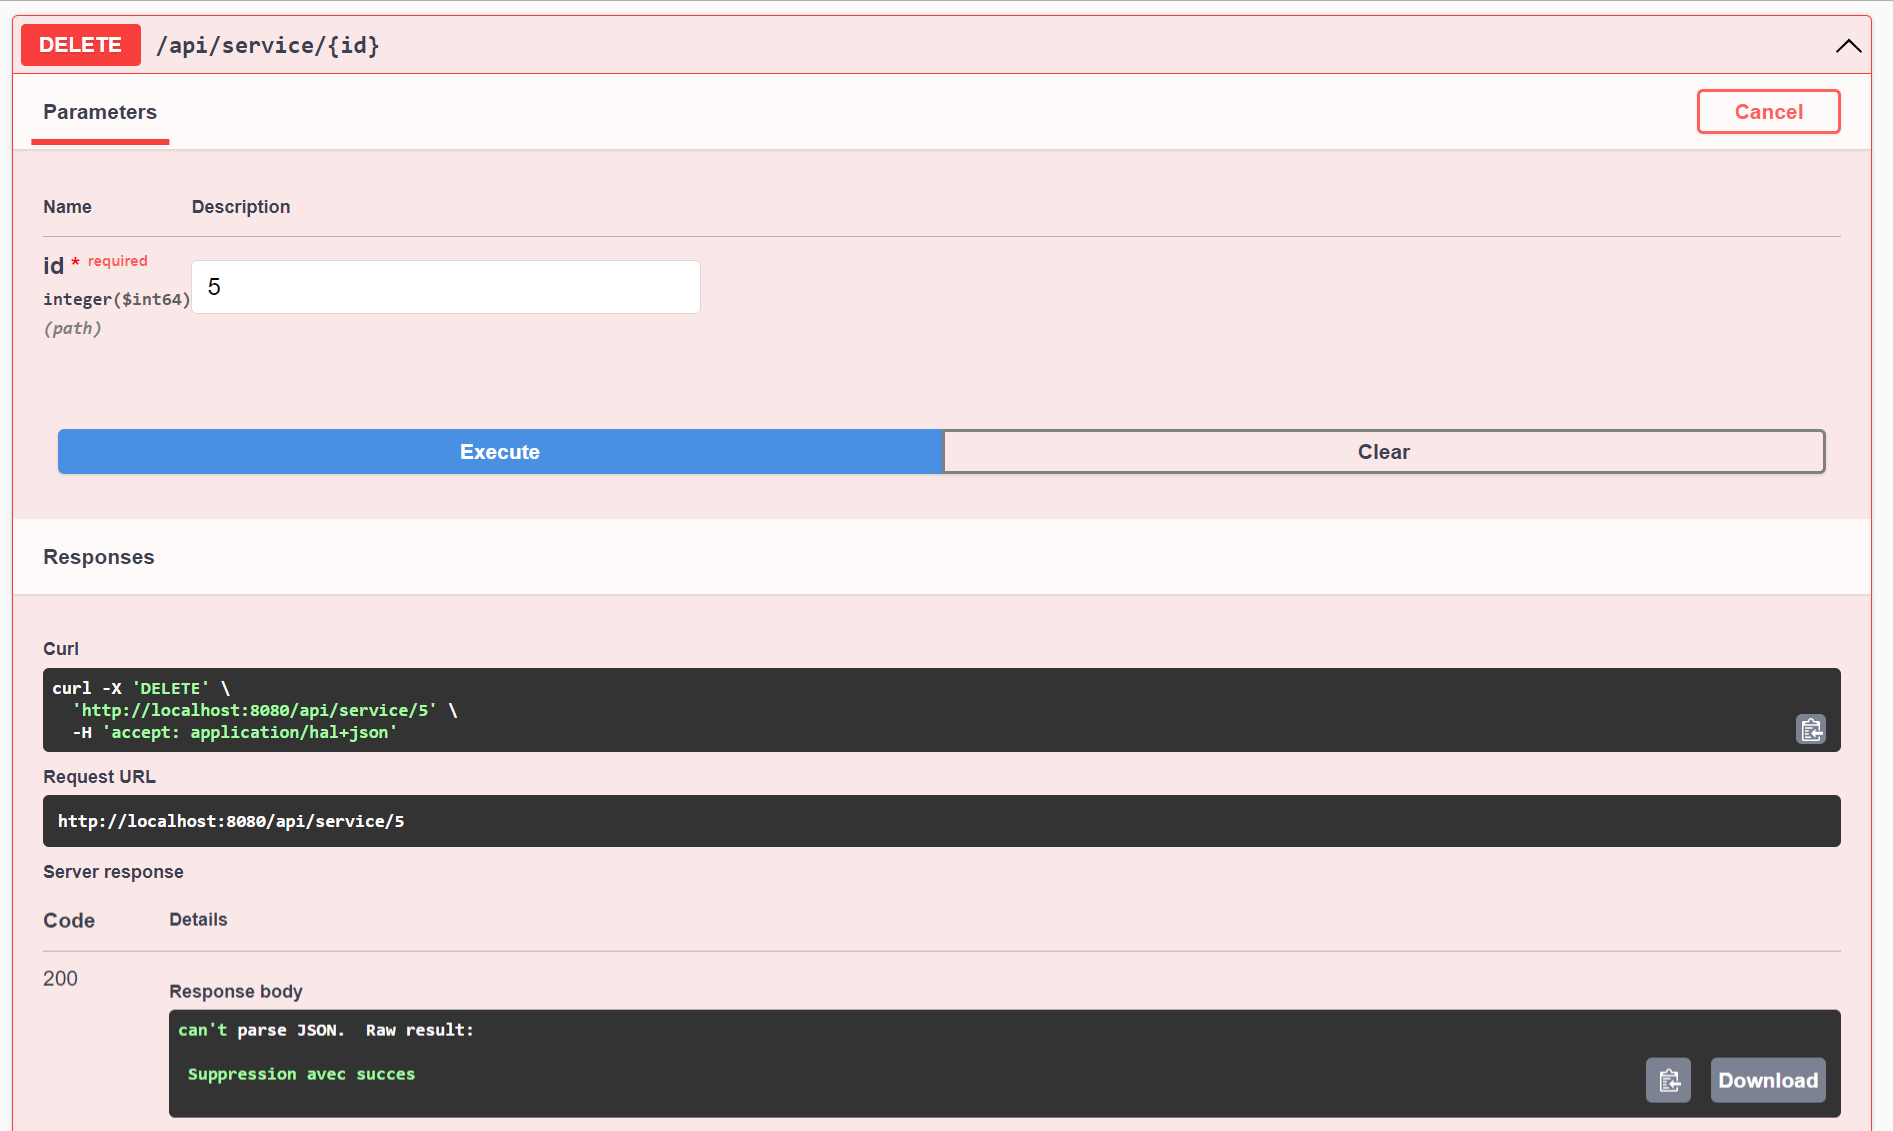 DELETE /api/service/{id}
Parameters
Cancel
Name Description
id * required
integer($int64)
(path)
5
Execute Clear
Responses
Curl
curl -X 'DELETE' \
'http://localhost:8080/api/service/5' \
-H 'accept: application/hal+json'
Request URL
http://localhost:8080/api/service/5
Server response
Code Details
200
Response body
can't parse JSON.  Raw result:
Suppression avec succes
Download